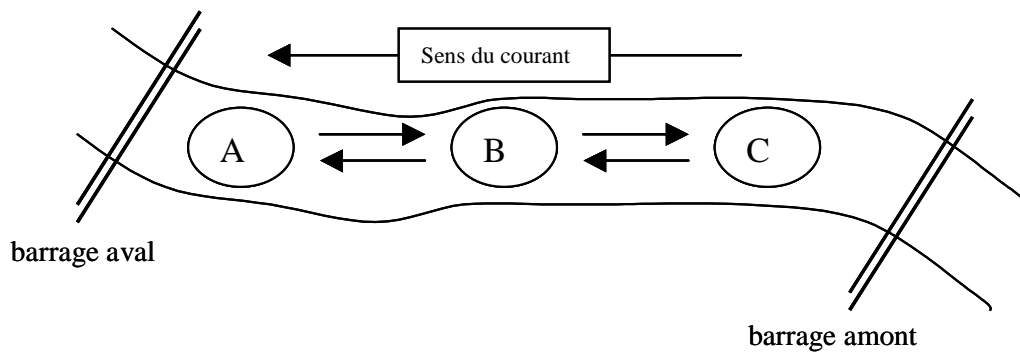 Sens du courant
A
B
C
barrage aval
barrage amont